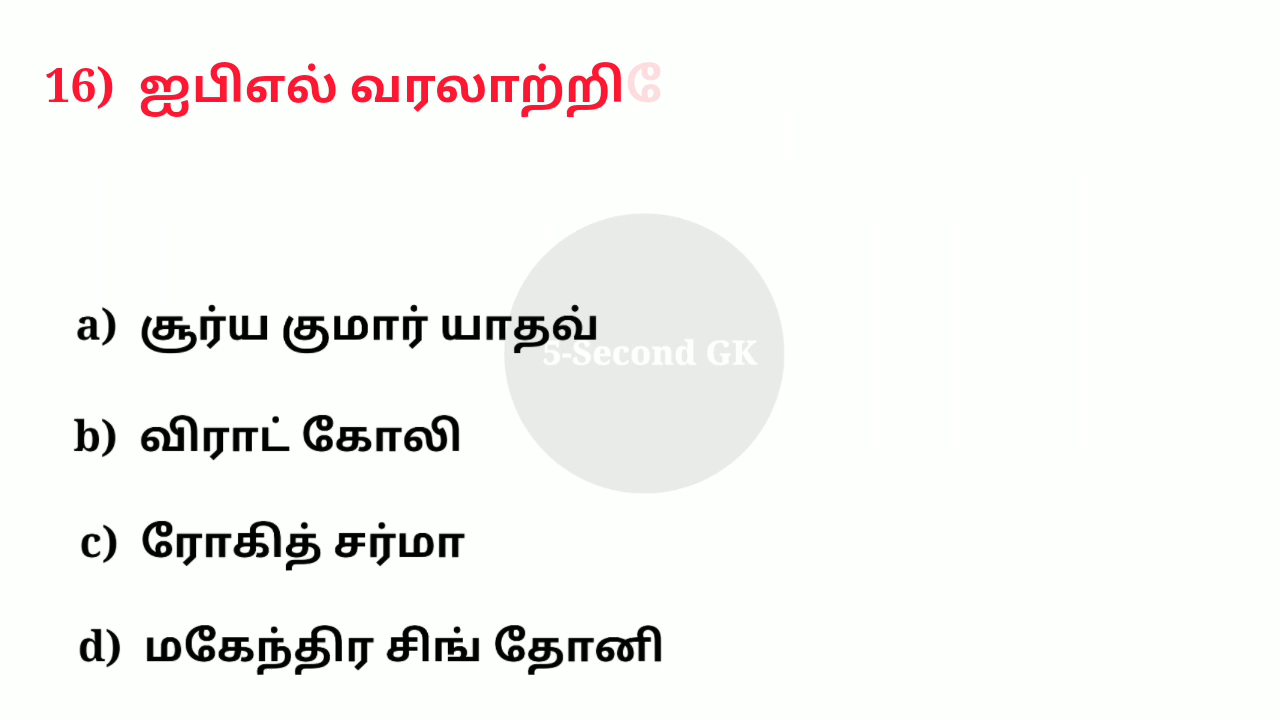 16) ஐபிஎல் வரலாற்றி
a) சூர்ய குமார் யாதவ்
5-Second GK
b) விராட் கோலி
c) ரோகித் சர்மா
d) மகேந்திர சிங் தோனி